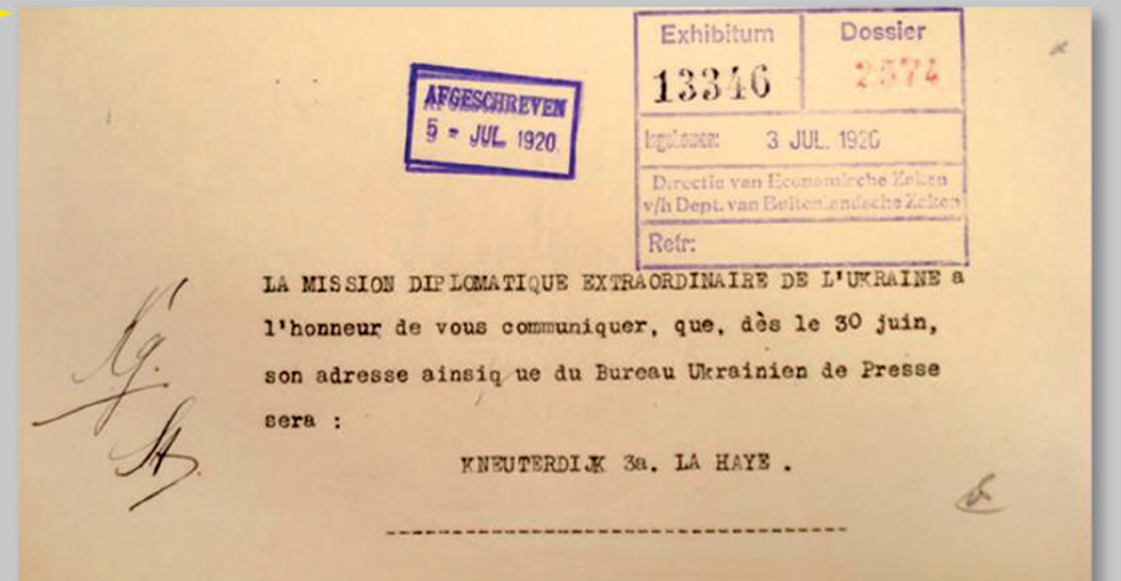 Exhibitum
Dossier
13346
2574
AFGESCHREVEN
5 = JUL. 1920.
Ingekomen: 3 JUL. 1920
Directie van Economische Zaken
v/h Dept. van Buitenlandsche Zaken
Retr:
LA MISSION DIPLOMATIQUE EXTRAORDINAIRE DE L'UKRAINE a
l'honneur de vous communiquer, que, dès le 30 juin,
son adresse ainsiq ue du Bureau Ukrainien de Presse
sera :
KNEUTERDIJK 3a. LA HAYE .